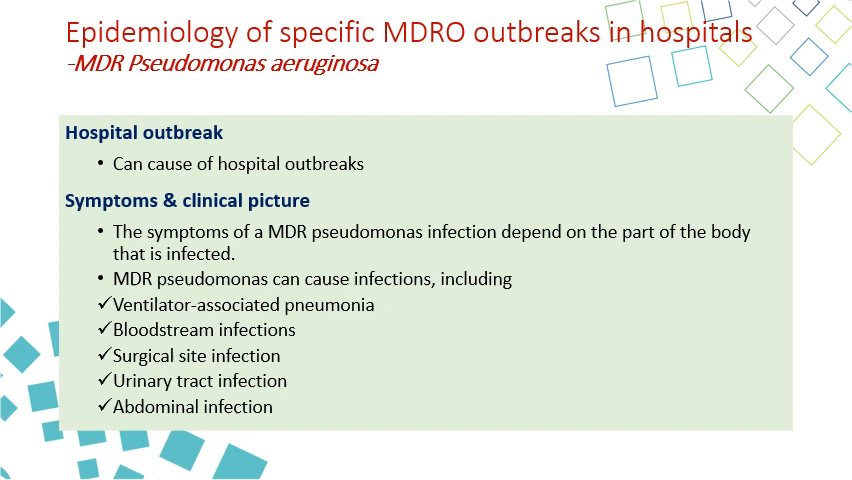 Epidemiology of specific MDRO outbreaks in hospitals
-MDR Pseudomonas aeruginosa
Hospital outbreak
• Can cause of hospital outbreaks
Symptoms & clinical picture
• The symptoms of a MDR pseudomonas infection depend on the part of the body
that is infected.
• MDR pseudomonas can cause infections, including
✓Ventilator-associated pneumonia
✓Bloodstream infections
✓Surgical site infection
✓Urinary tract infection
✓Abdominal infection